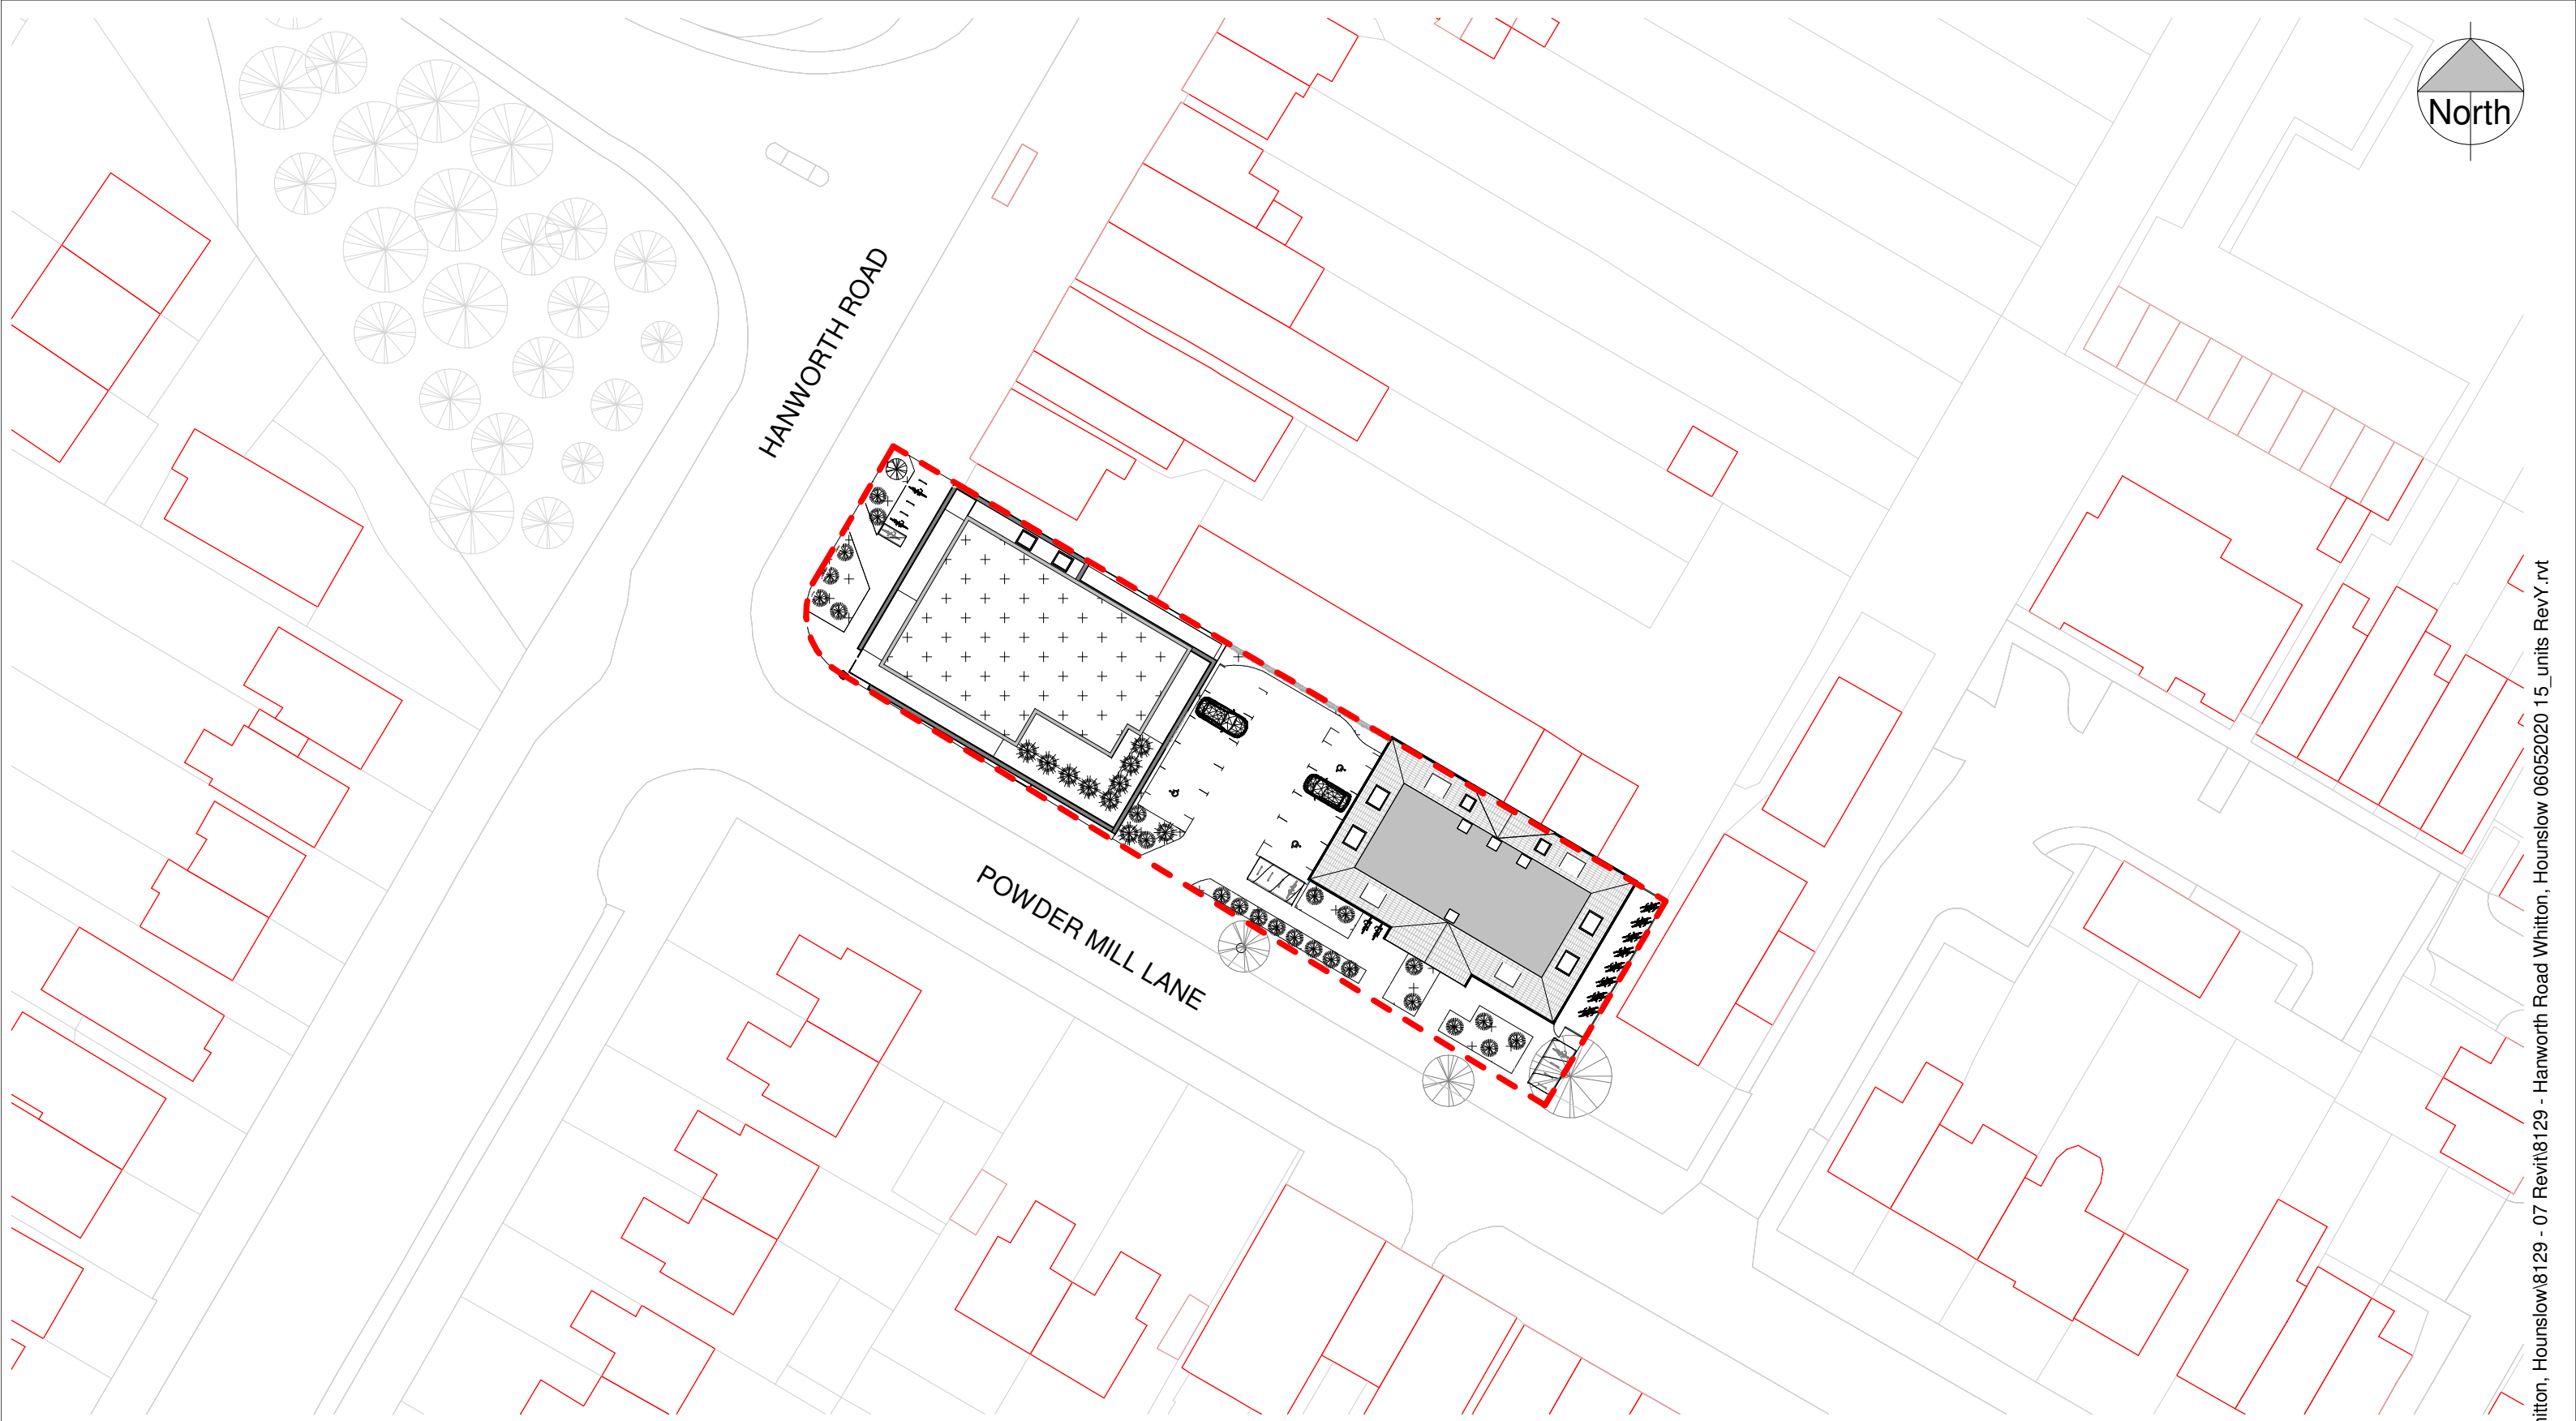 North
HANWORTH ROAD
POWDER MILL LANE
Hounslow\8129 - 07 Revit\8129 - Hanworth Road Whitton, Hounslow 06052020 15_units RevY.rvt